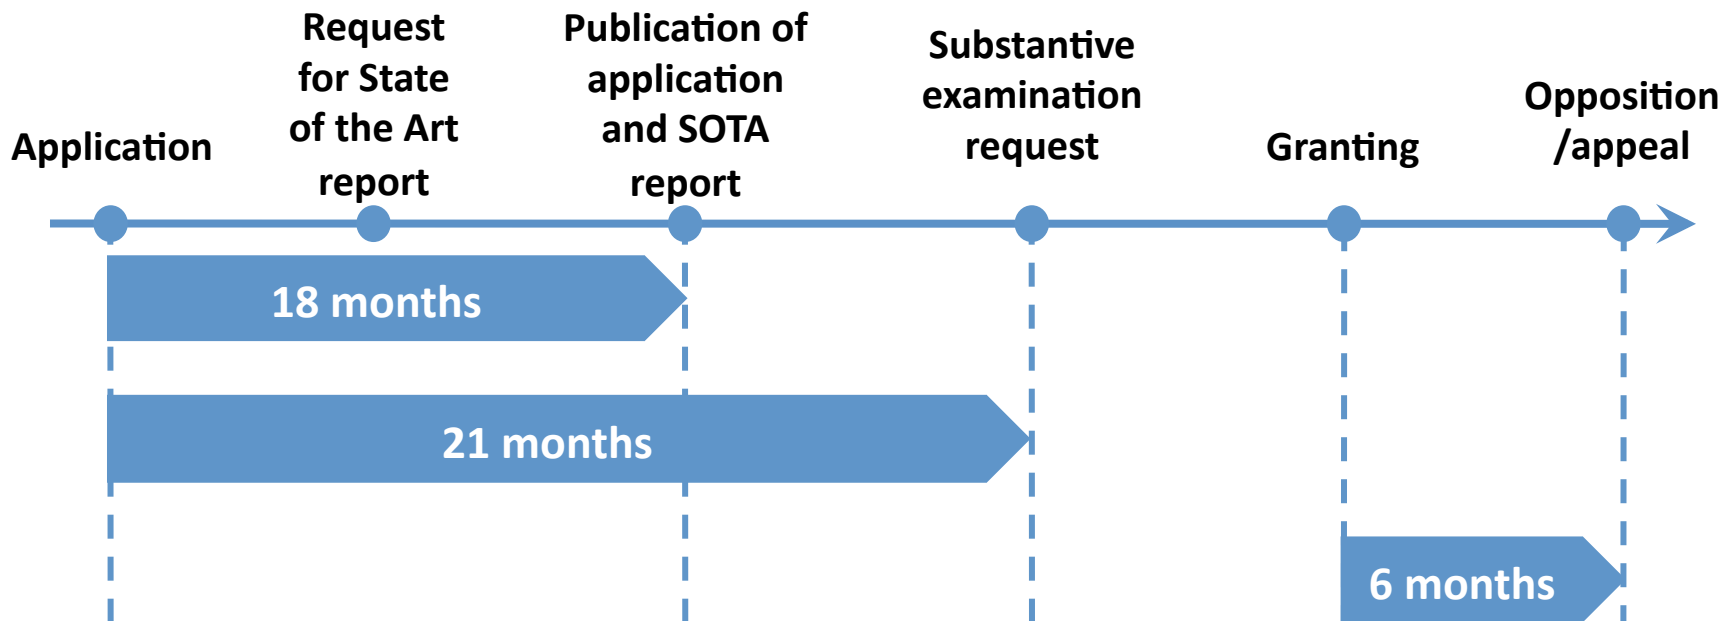 Application
Request
for State
of the Art
report
Publication of
application
and SOTA
report
Substantive
examination
request
Granting
Opposition
/appeal
18 months
21 months
6 months